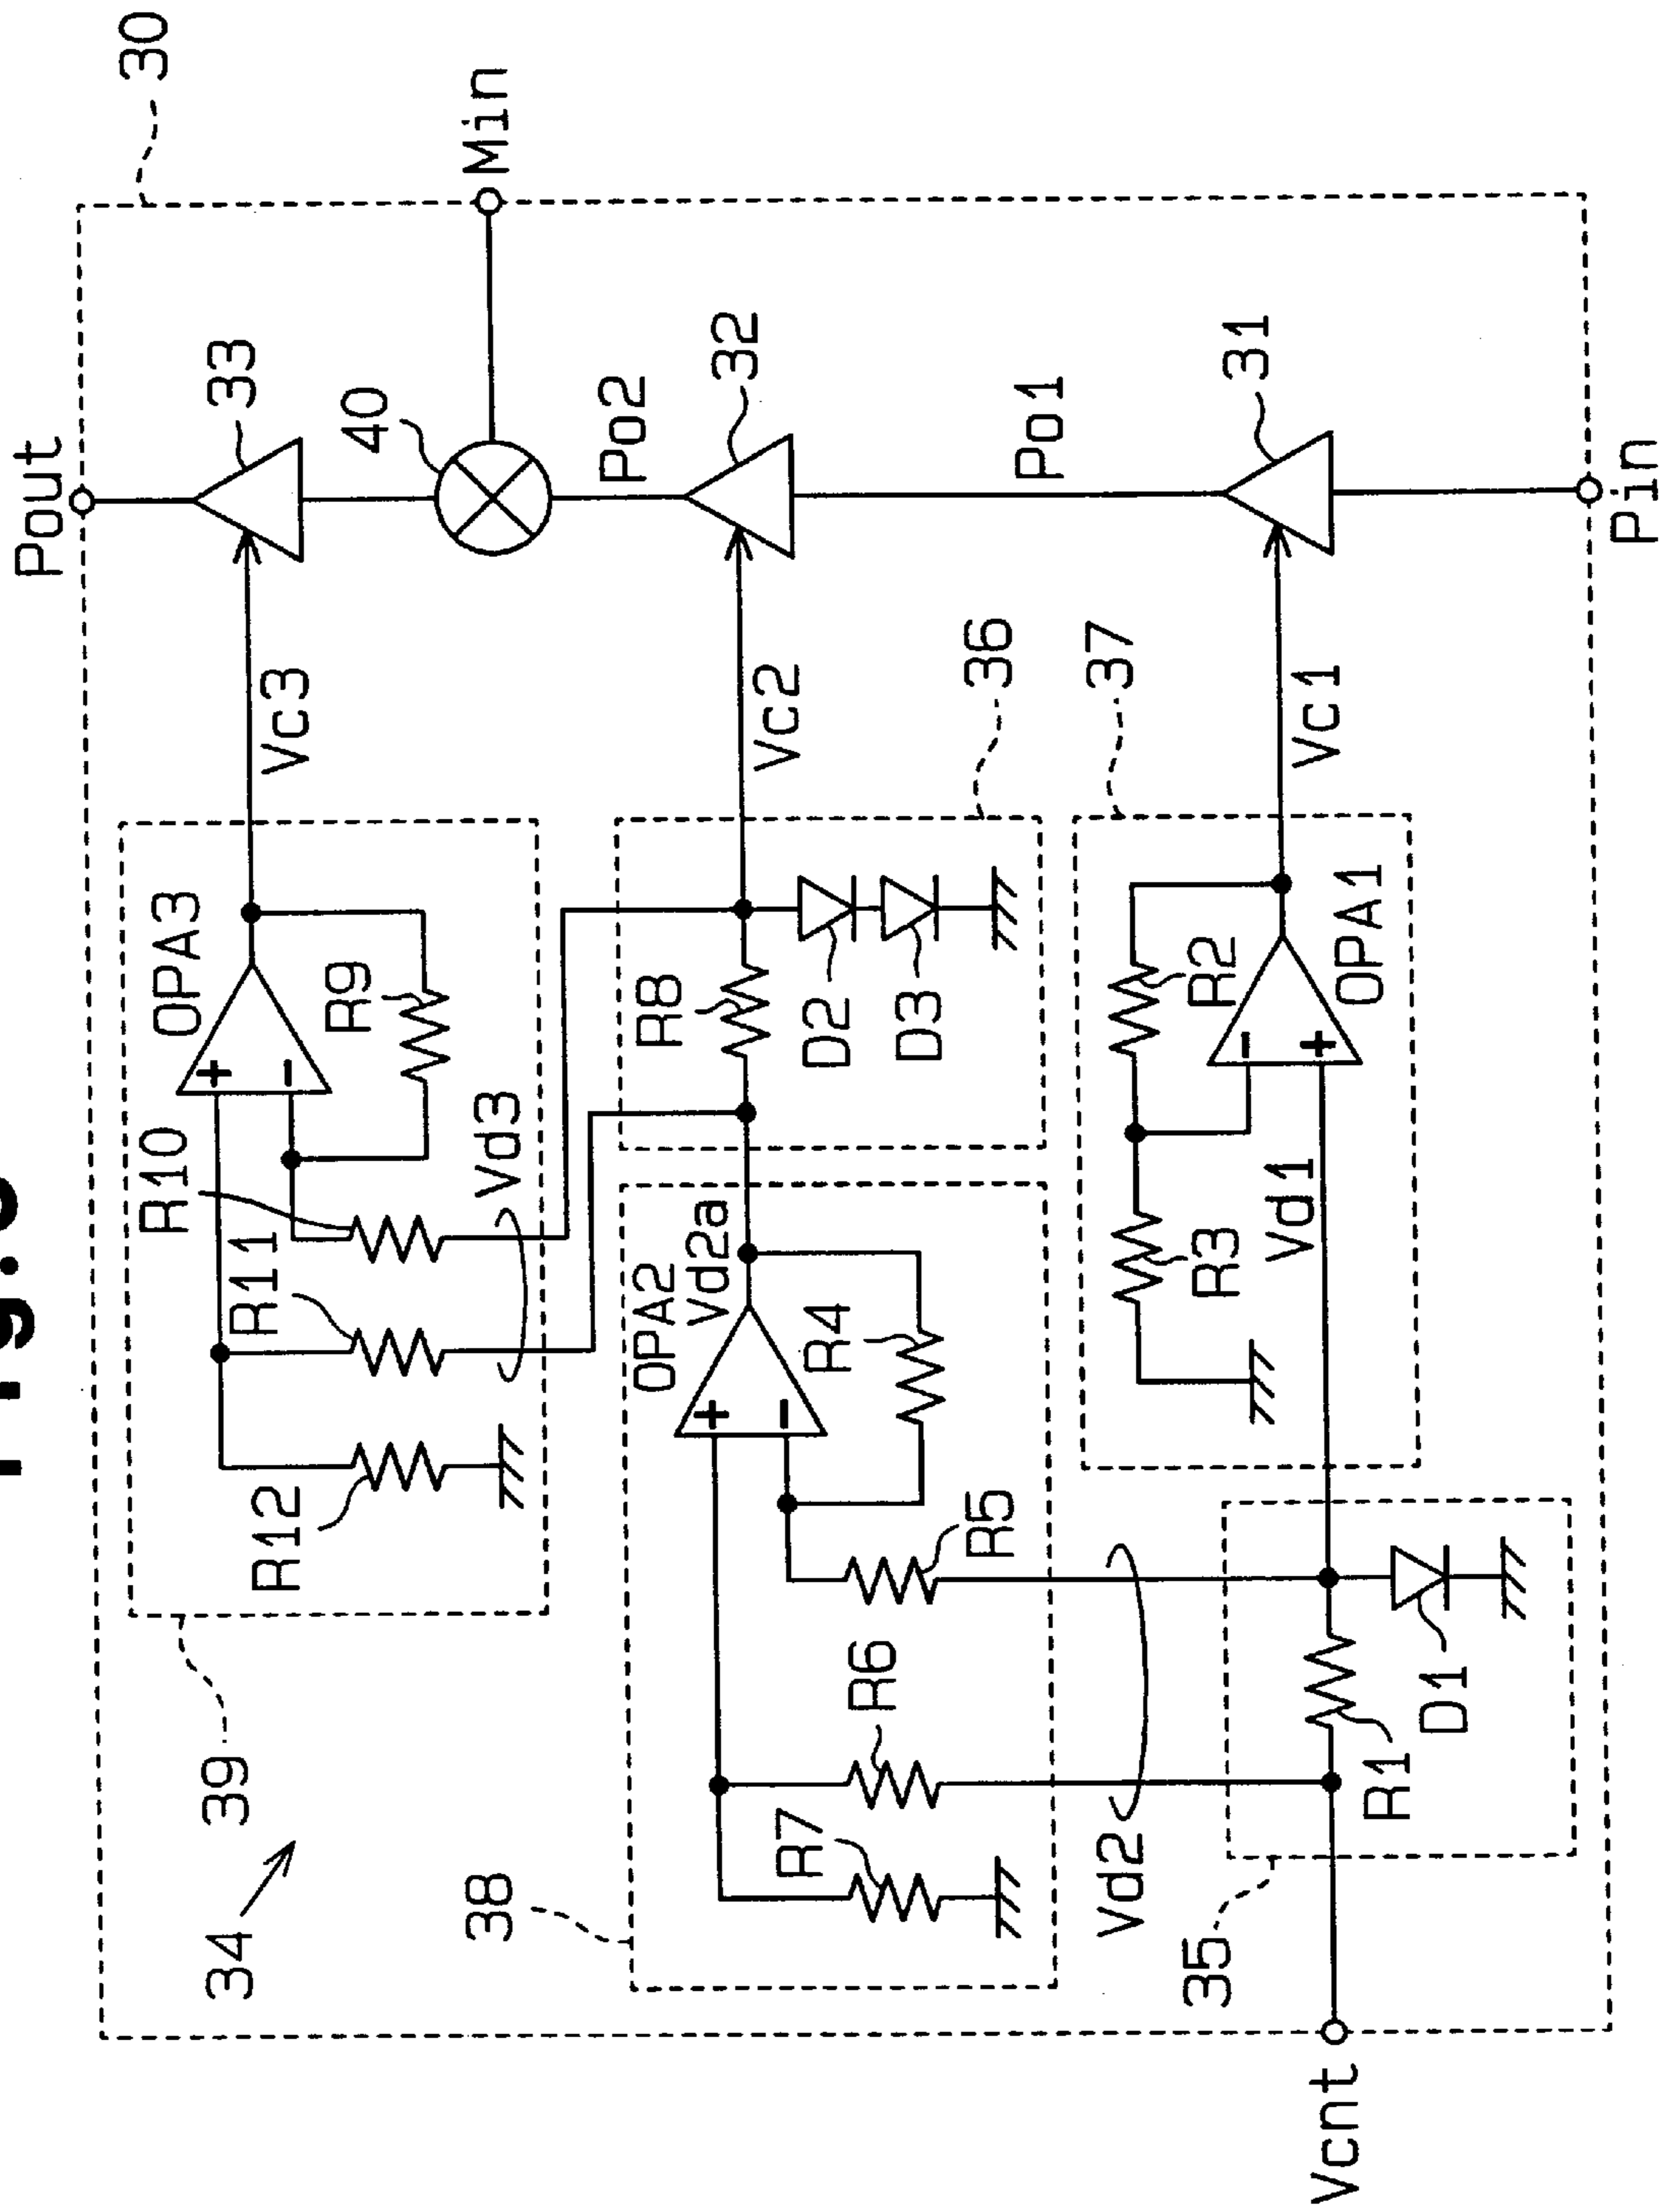 30
Pout
33
Min
40
Po2
32
Po1
31
Pin
Vc3
Vc2
36
37
Vc1
OPA3
R9
R10
Vd3
R11
R12
39
34
R8
D2
D3
OPA2
Vd2a
R4
R5
R6
R7
38
Vd2
R2
OPA1
R3
Vd1
D1
R1
35
Vcnt
+
-
+
-
-
+